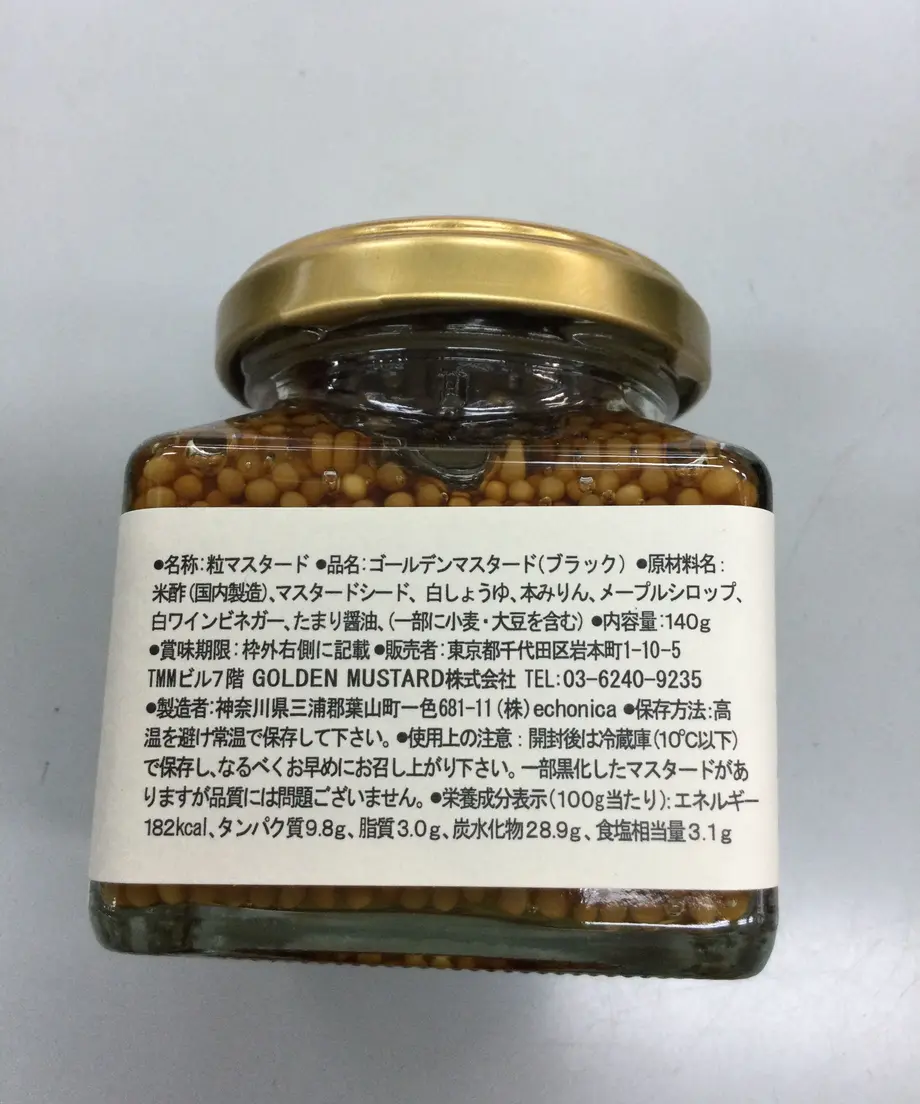 ●名称:粒マスタード ●品名:ゴールデンマスタード(ブラック) ●原材料名:
米酢(国内製造)、マスタードシード、白しょうゆ、本みりん、メープルシロップ、
白ワインビネガー、たまり醤油、(一部に小麦・大豆を含む) ●内容量:140g
●賞味期限:枠外右側に記載 ●販売者:東京都千代田区岩本町1-10-5
TMMビル7階 GOLDEN MUSTARD株式会社 TEL:03-6240-9235
●製造者:神奈川県三浦郡葉山町一色681-11(株)echonica ●保存方法:高
温を避け常温で保存して下さい。●使用上の注意:開封後は冷蔵庫(10℃以下)
で保存し、なるべくお早めにお召し上がり下さい。一部黒化したマスタードがあ
りますが品質には問題ございません。●栄養成分表示(100g当たり):エネルギー
182kcal、タンパク質9.8g、脂質3.0g、炭水化物28.9g、食塩相当量3.1g